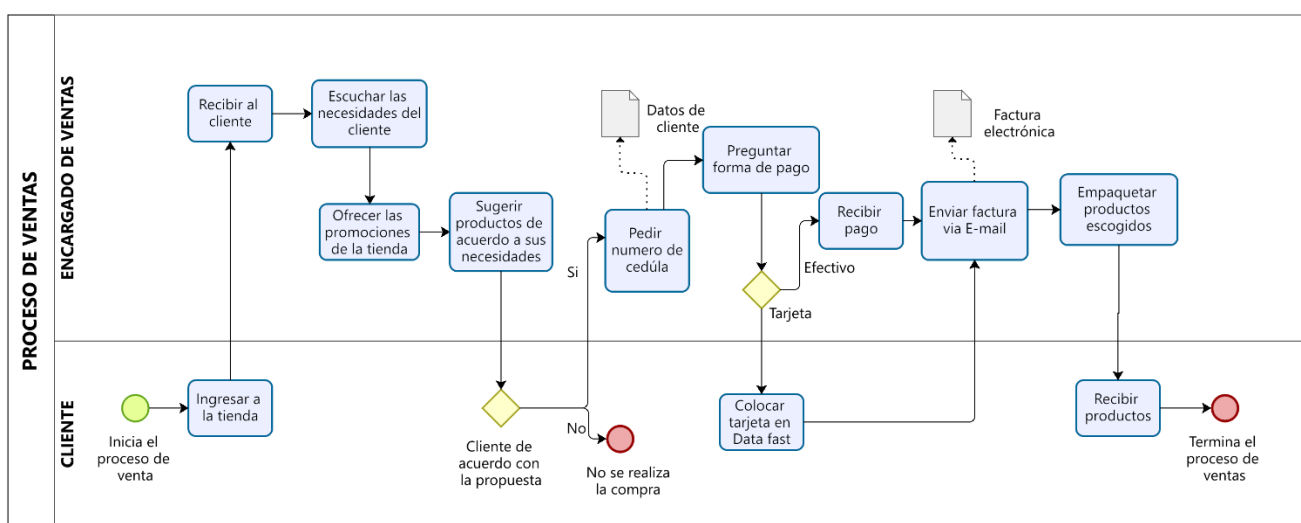 PROCESO DE VENTAS
ENCARGADO DE VENTAS
Recibir al
cliente
Escuchar las
necesidades del
cliente
Ofrecer las
promociones
de la tienda
Sugerir
productos de
acuerdo a sus
necesidades
Si
Datos de
cliente
Pedir
numero de
cedúla
Preguntar
forma de pago
Efectivo
Tarjeta
Recibir
pago
Factura
electrónica
Enviar factura
via E-mail
Empaquetar
productos
escogidos
CLIENTE
Inicia el
proceso de
venta
Ingresar a
la tienda
Cliente de
acuerdo con
la propuesta
No
No se realiza
la compra
Colocar
tarjeta en
Data fast
Recibir
productos
Termina el
proceso de
ventas